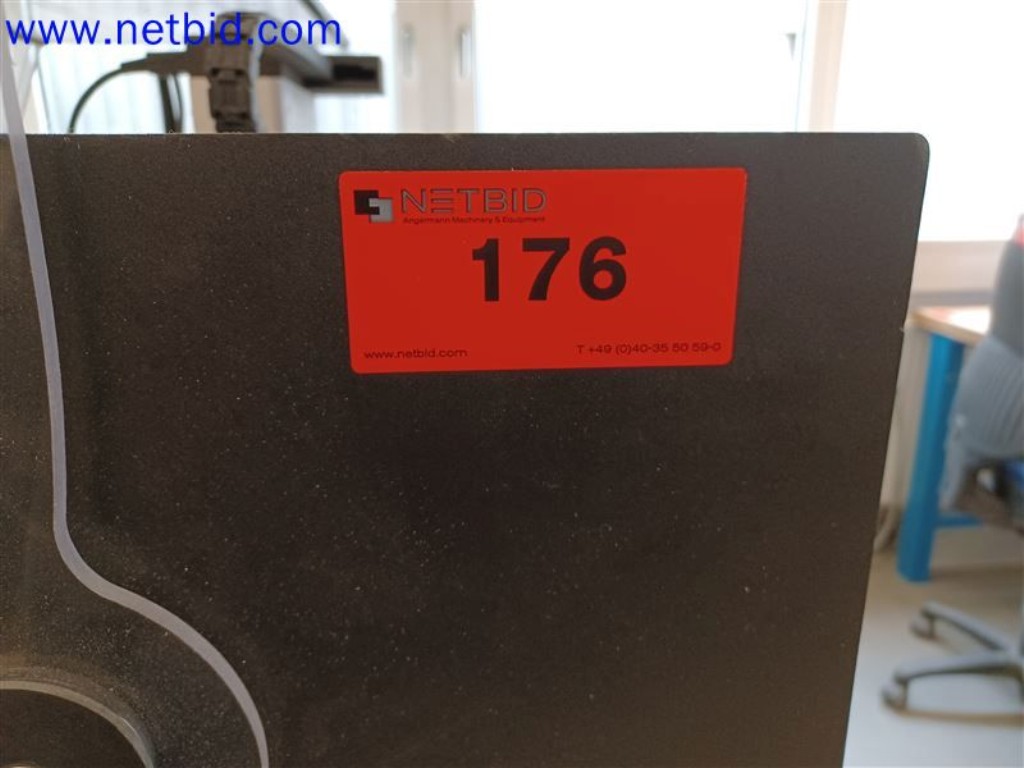 www.netbid.com
NETBID
Angermann Machinery & Equipment
176
www.netbid.com
T +49 (0)40-35 50 59-0